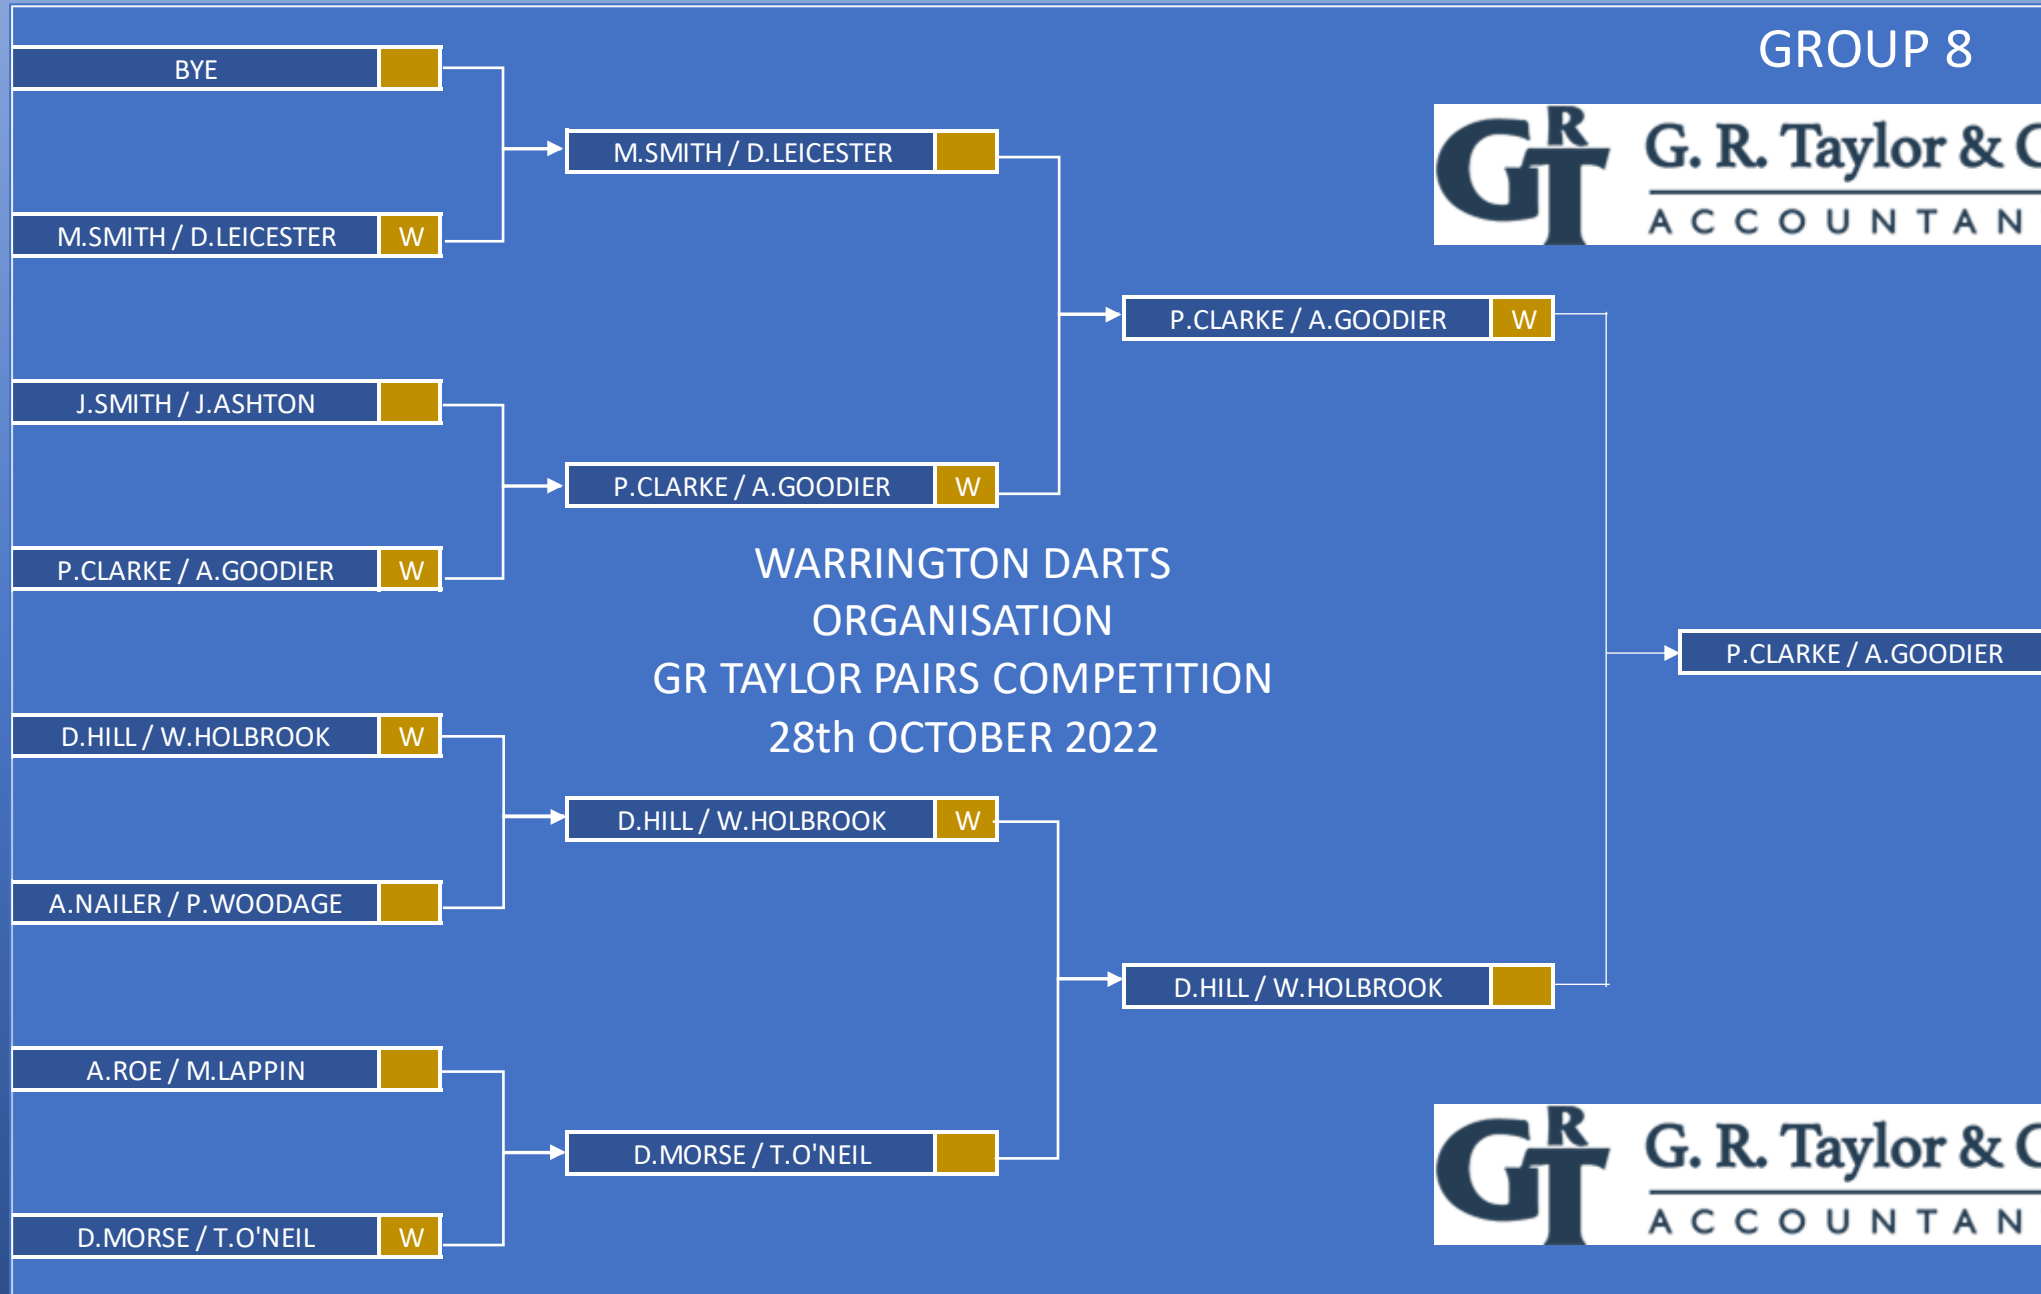 GROUP 8
BYE
M.SMITH / D.LEICESTER W
J.SMITH / J.ASHTON
P.CLARKE / A.GOODIER W
D.HILL / W.HOLBROOK W
A.NAILER / P.WOODAGE
A.ROE / M.LAPPIN
D.MORSE / T.O'NEIL W
M.SMITH / D.LEICESTER
P.CLARKE / A.GOODIER W
D.HILL / W.HOLBROOK W
D.MORSE / T.O'NEIL
WARRINGTON DARTS
ORGANISATION
GR TAYLOR PAIRS COMPETITION
28th OCTOBER 2022
P.CLARKE / A.GOODIER W
D.HILL / W.HOLBROOK
P.CLARKE / A.GOODIER
GRT
G. R. Taylor & C
ACCOUNTAN
GRT
G. R. Taylor & C
ACCOUNTAN